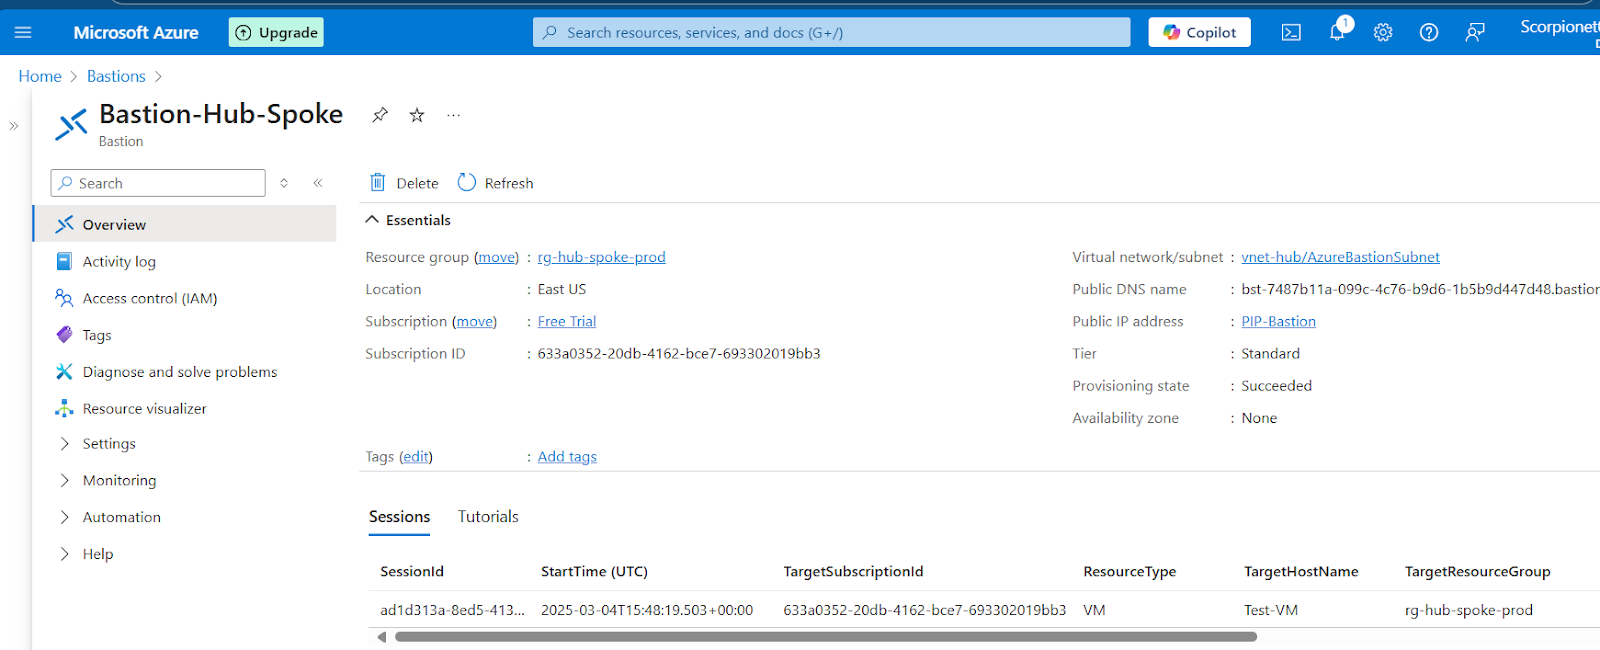 Microsoft Azure
Upgrade
Search resources, services, and docs (G+/)
Copilot
1
Home > Bastions >
Bastion-Hub-Spoke
Bastion
Search
Delete Refresh
Overview
Activity log
Access control (IAM)
Tags
Diagnose and solve problems
Resource visualizer
Settings
Monitoring
Automation
Help
Essentials
Resource group (move) : rg-hub-spoke-prod
Location : East US
Subscription (move) : Free Trial
Subscription ID : 633a0352-20db-4162-bce7-693302019bb3
Virtual network/subnet : vnet-hub/AzureBastionSubnet
Public DNS name : bst-7487b11a-099c-4c76-b9d6-1b5b9d447d48.bastion
Public IP address : PIP-Bastion
Tier : Standard
Provisioning state : Succeeded
Availability zone : None
Tags (edit) : Add tags
Sessions Tutorials
SessionId StartTime (UTC) TargetSubscriptionId ResourceType TargetHostName TargetResourceGroup
ad1d313a-8ed5-413... 2025-03-04T15:48:19.503+00:00 633a0352-20db-4162-bce7-693302019bb3 VM Test-VM rg-hub-spoke-prod